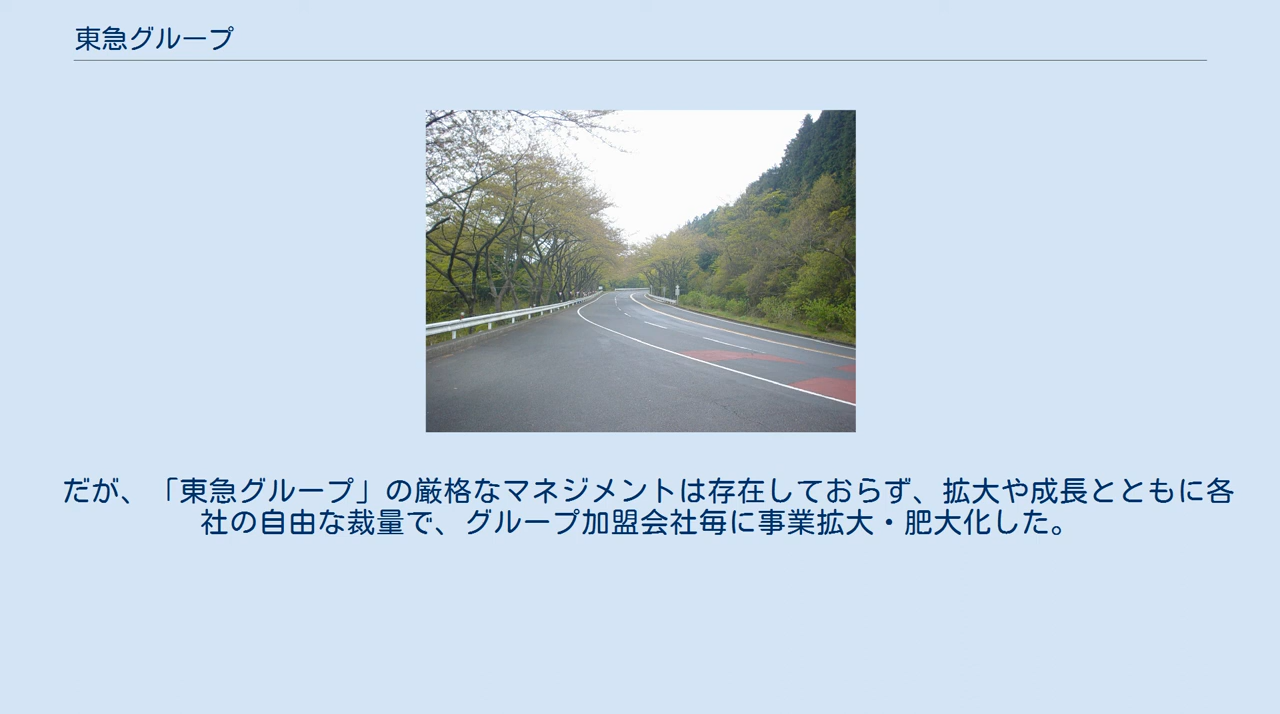 東急グループ
だが、「東急グループ」の厳格なマネジメントは存在しておらず、拡大や成長とともに各
社の自由な裁量で、グループ加盟会社毎に事業拡大・肥大化した。